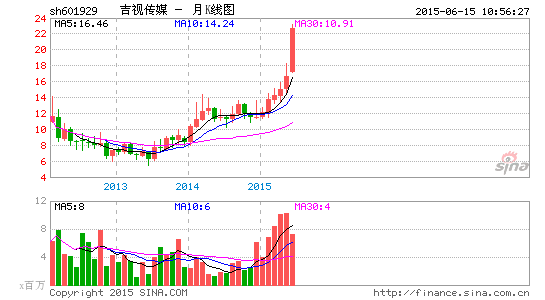 sh601929 吉视传媒 － 月K线图 2015-06-15 10:56:27
MA5:16.46 MA10:14.24 MA30:10.91
24
22
20
18
16
14
12
10
8
6
4
sina
2013 2014 2015
MA5:8 MA10:6 MA30:4
12
8
4
x百万
Copyright 2015 SINA.COM http://finance.sina.com.cn